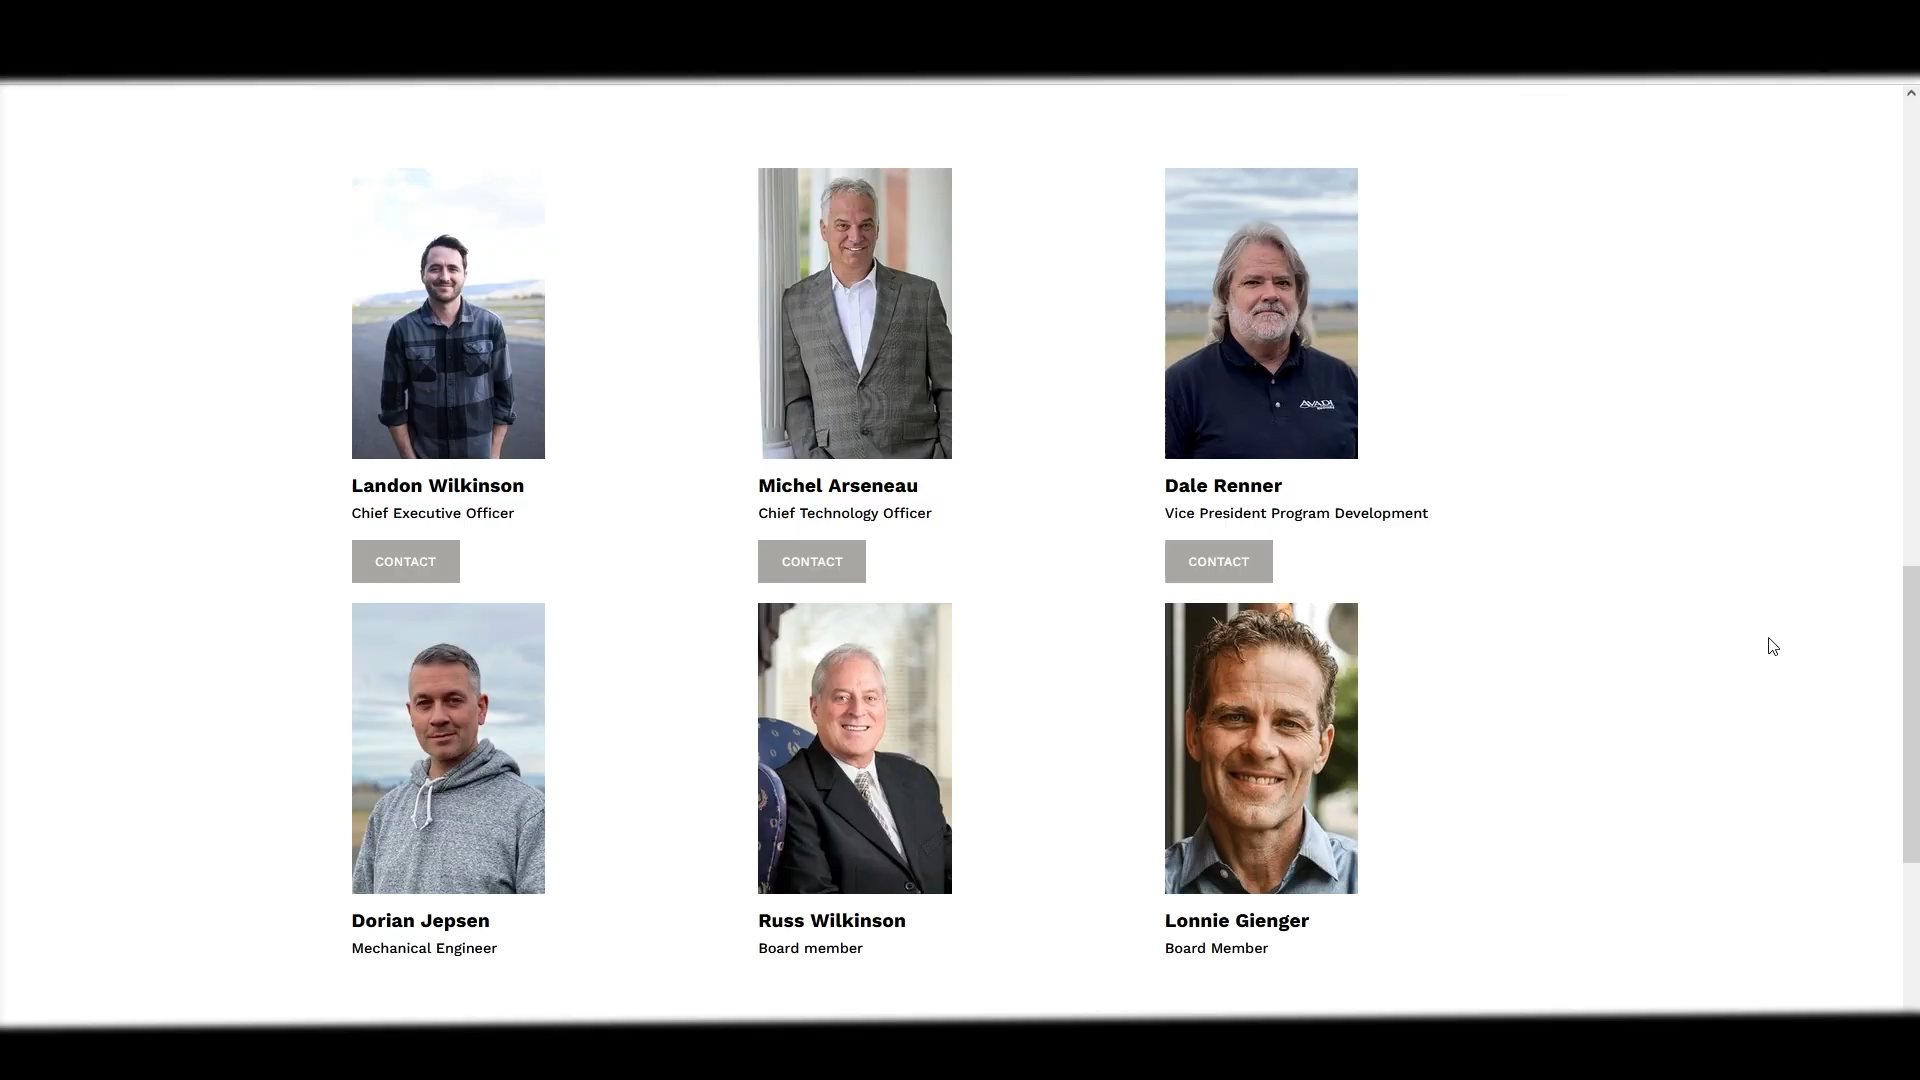 AVADI
Landon Wilkinson
Chief Executive Officer
CONTACT
Michel Arseneau
Chief Technology Officer
CONTACT
Dale Renner
Vice President Program Development
CONTACT
Dorian Jepsen
Mechanical Engineer
Russ Wilkinson
Board member
Lonnie Gienger
Board Member